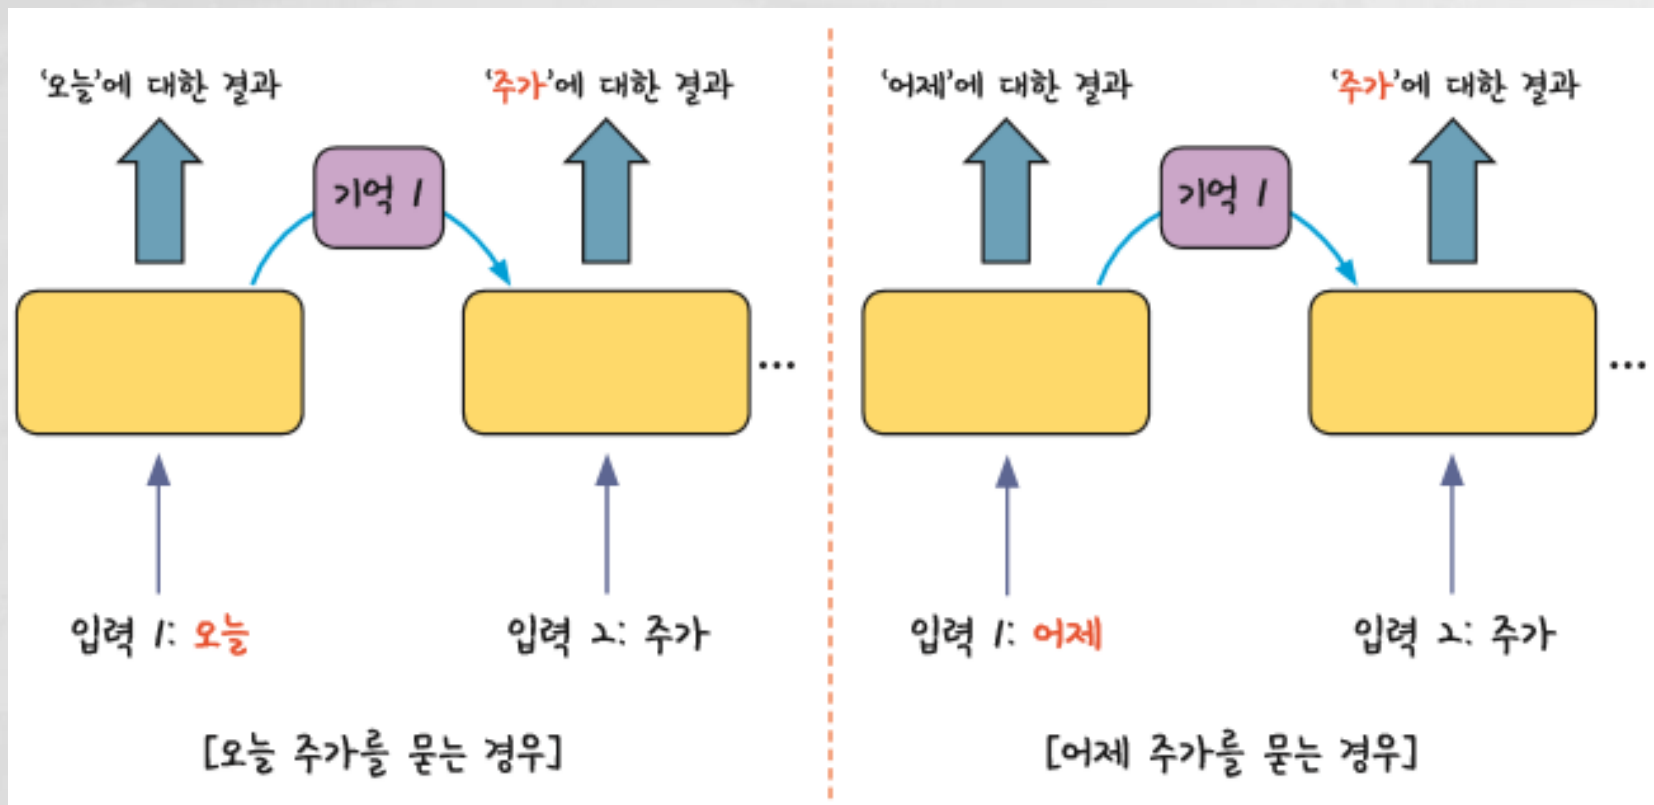 '오늘'에 대한 결과
'주가'에 대한 결과
기억 1
...
입력 1: 오늘
입력 2: 주가
[오늘 주가를 묻는 경우]
'어제'에 대한 결과
'주가'에 대한 결과
기억 1
...
입력 1: 어제
입력 2: 주가
[어제 주가를 묻는 경우]